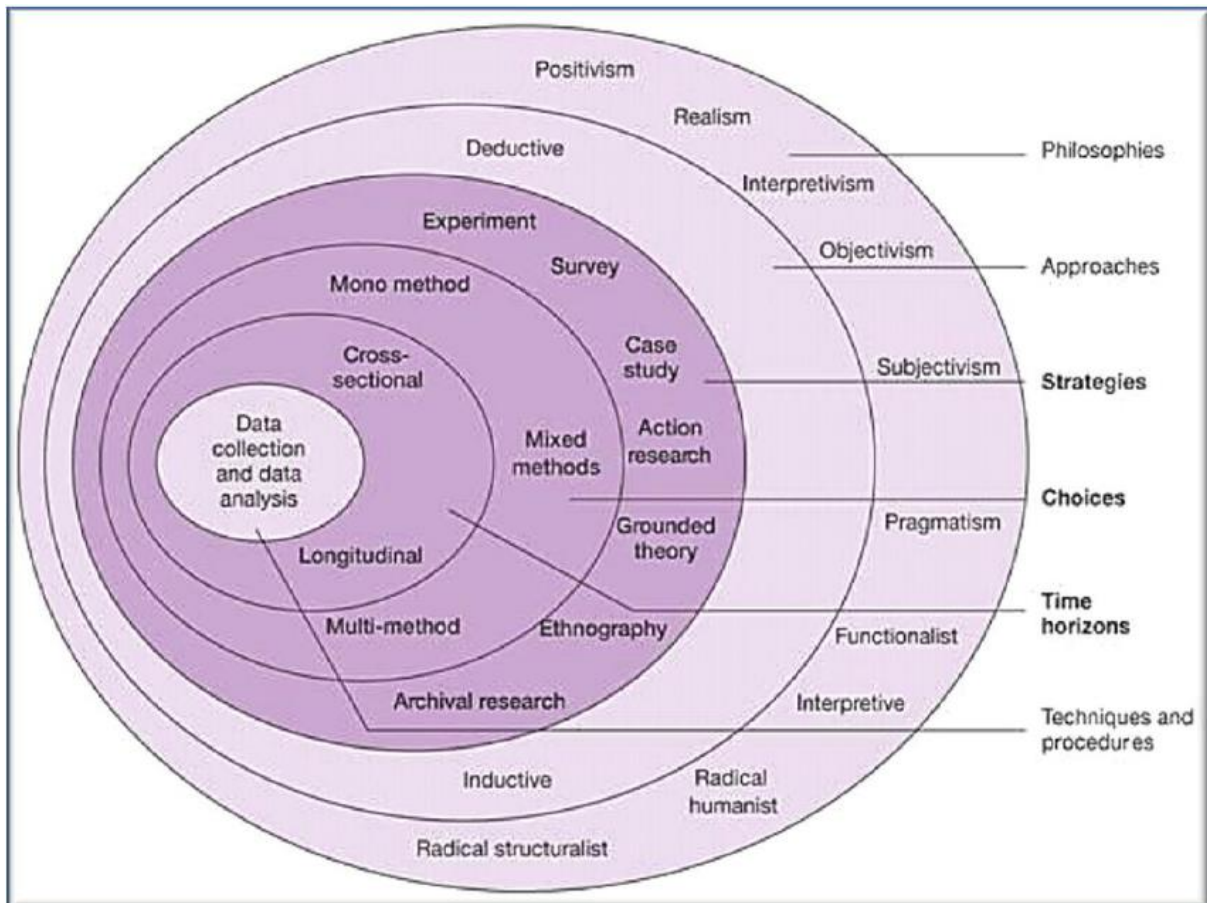 Positivism
Realism
Philosophies
Deductive
Interpretivism
Experiment
Objectivism
Survey
Approaches
Mono method
Case
study
Cross-
sectional
Subjectivism
Strategies
Data
collection
and data
analysis
Mixed
methods
Action
research
Choices
Pragmatism
Grounded
theory
Longitudinal
Time
horizons
Multi-method
Ethnography
Functionalist
Archival research
Interpretive
Techniques and
procedures
Inductive
Radical
humanist
Radical structuralist